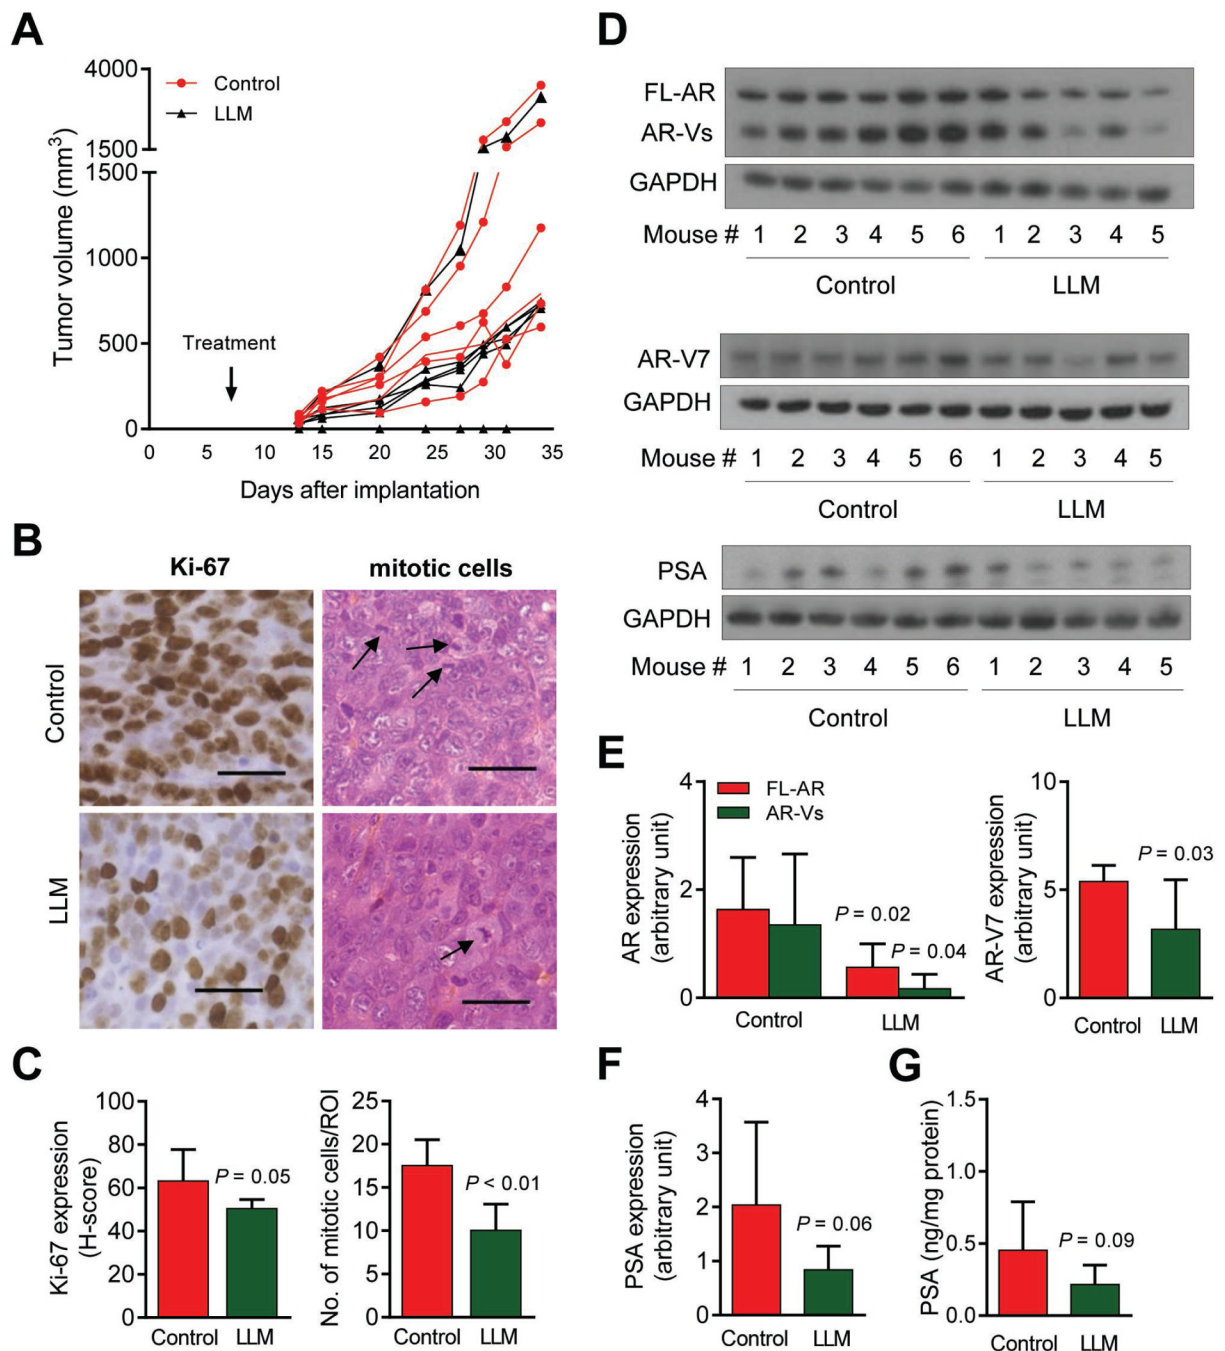 A
4000
1500
1500
1000
500
0
Tumor volume (mm3)
Control
LLM
Treatment
0 5 10 15 20 25 30 35
Days after implantation
B
Ki-67 mitotic cells
Control
LLM
C
100
80
60
40
20
0
Ki-67 expression
(H-score)
P = 0.05
Control LLM
25
20
15
10
5
0
No. of mitotic cells/ROI
P < 0.01
Control LLM
D
FL-AR
AR-Vs
GAPDH
Mouse # 1 2 3 4 5 6 1 2 3 4 5
Control LLM
AR-V7
GAPDH
Mouse # 1 2 3 4 5 6 1 2 3 4 5
Control LLM
PSA
GAPDH
Mouse # 1 2 3 4 5 6 1 2 3 4 5
Control LLM
E
4
2
0
AR expression
(arbitrary unit)
FL-AR
AR-Vs
P = 0.02
P = 0.04
Control LLM
10
5
0
AR-V7 expression
(arbitrary unit)
P = 0.03
Control LLM
F
4
3
2
1
0
PSA expression
(arbitrary unit)
P = 0.06
Control LLM
G
1.5
1.0
0.5
0.0
PSA (ng/mg protein)
P = 0.09
Control LLM